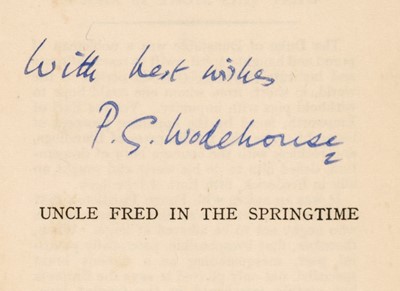 With best wishes
P. G. Wodehouse
UNCLE FRED IN THE SPRINGTIME